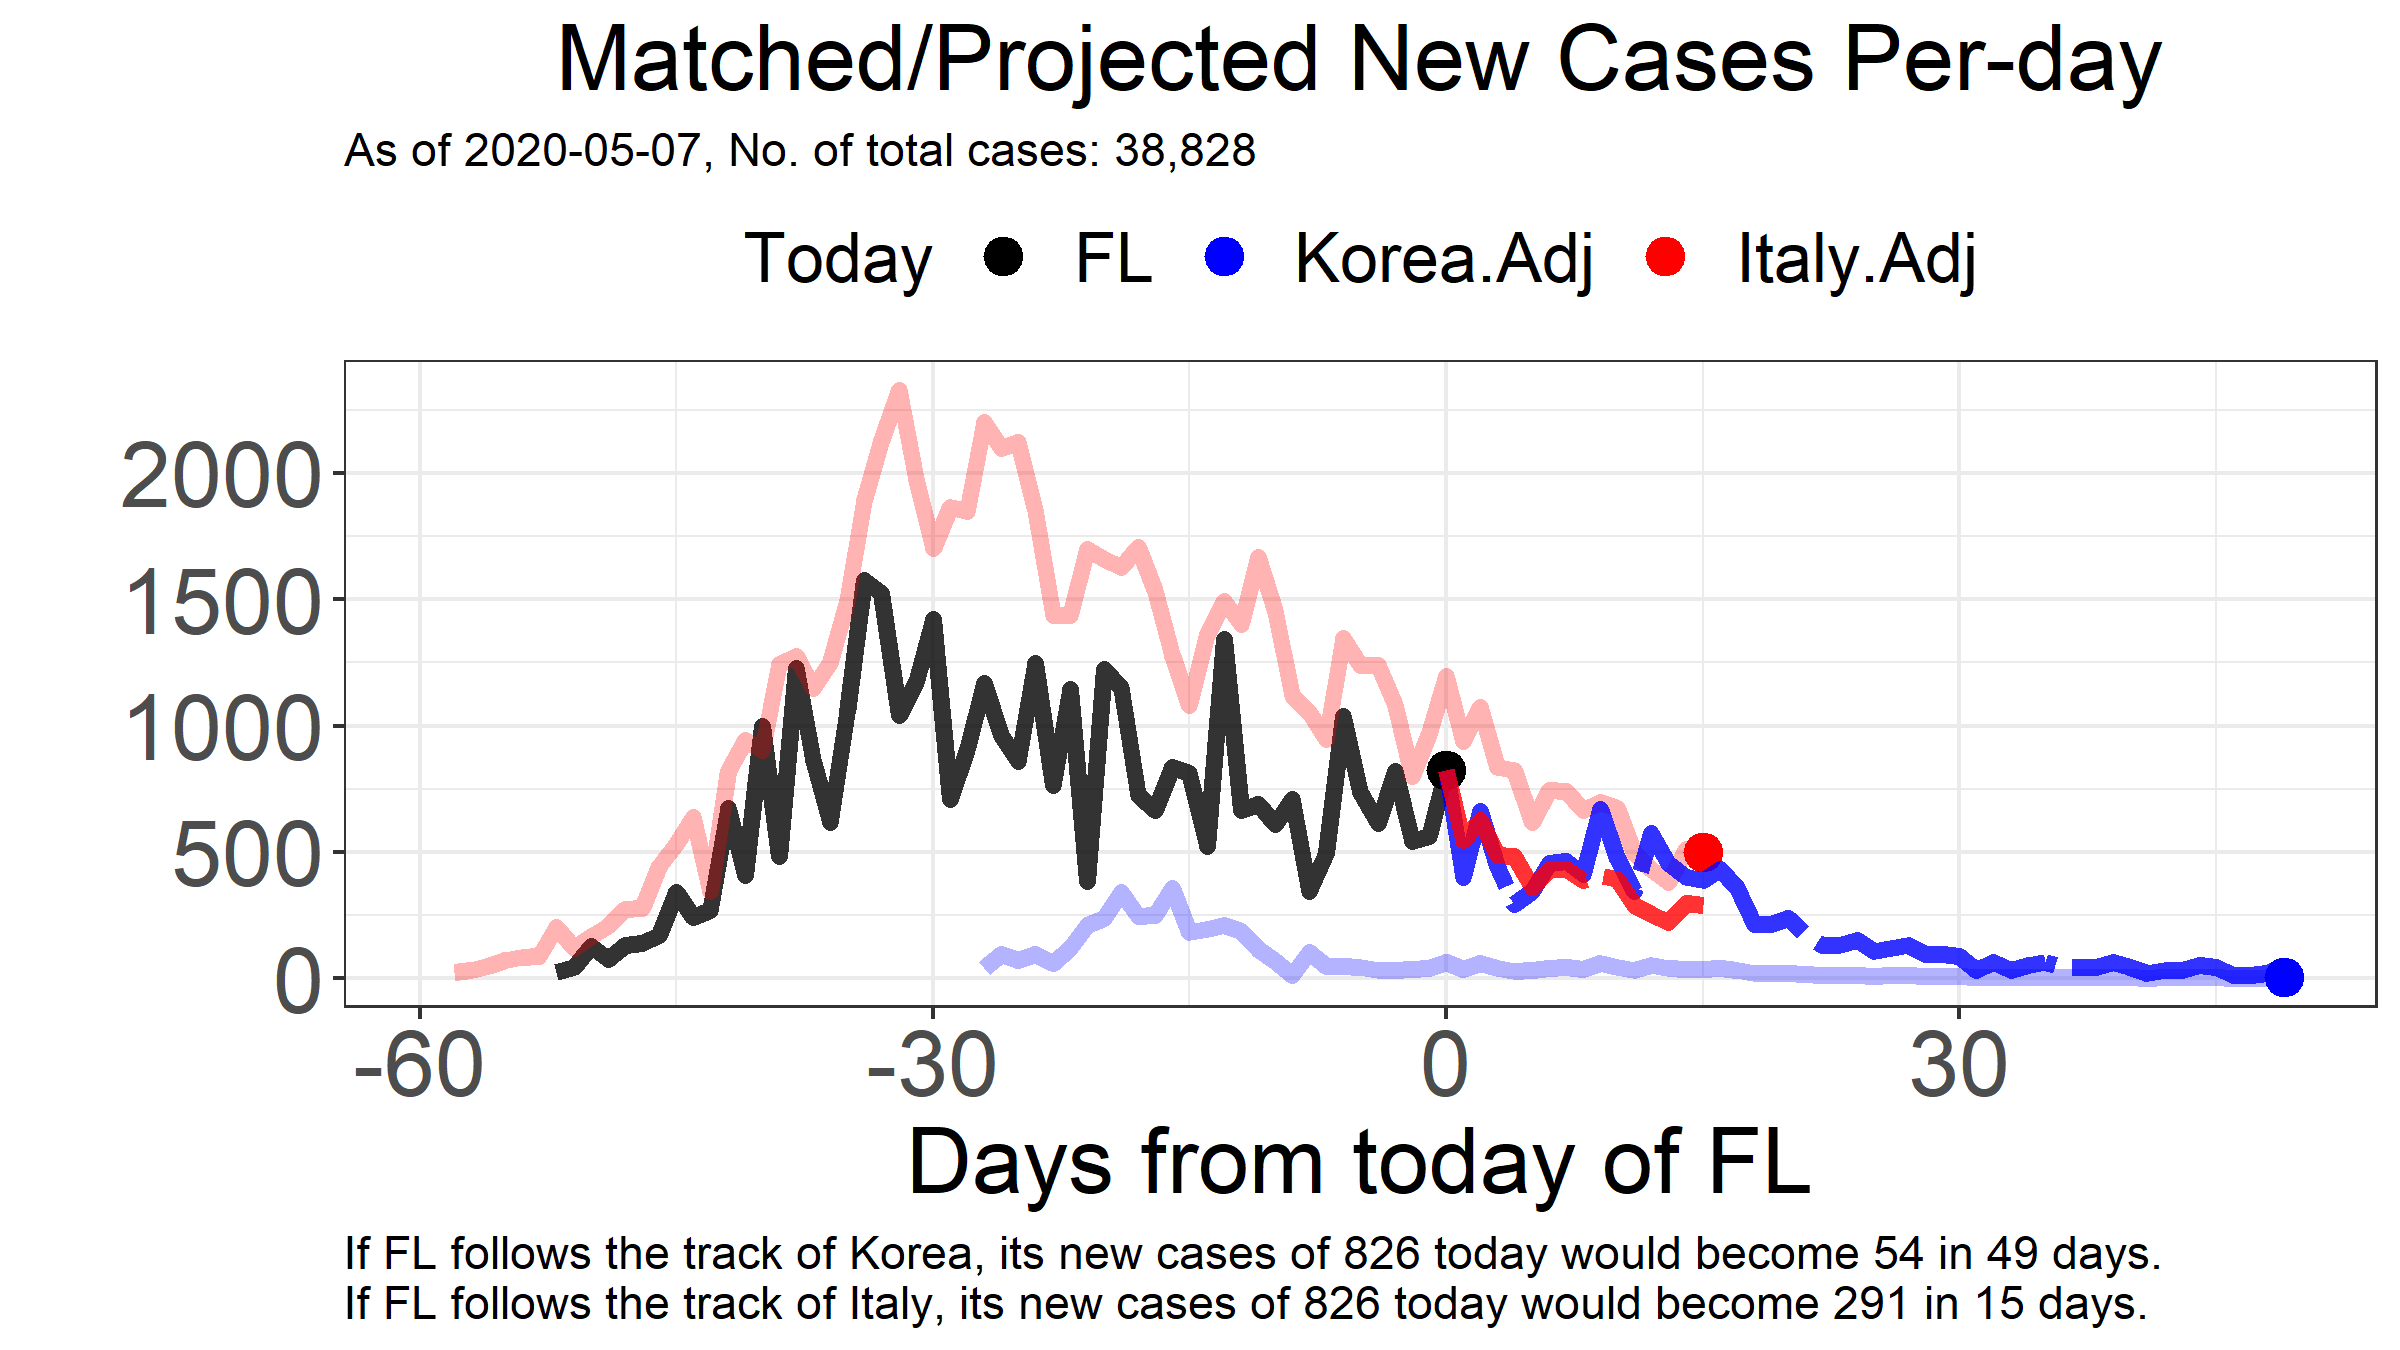 Matched/Projected New Cases Per-day
As of 2020-05-07, No. of total cases: 38,828
Today FL Korea.Adj Italy.Adj
2000
1500
1000
500
0
-60 -30 0 30
Days from today of FL
If FL follows the track of Korea, its new cases of 826 today would become 54 in 49 days.
If FL follows the track of Italy, its new cases of 826 today would become 291 in 15 days.